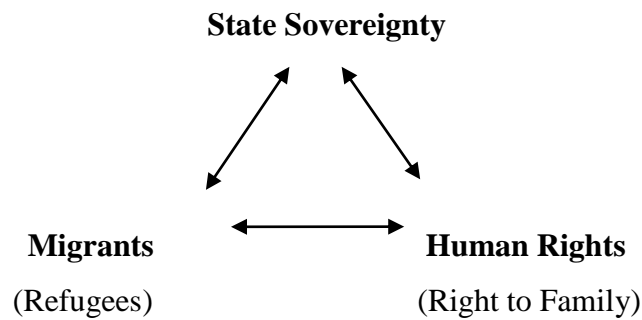 State Sovereignty
Migrants
Human Rights
(Refugees)
(Right to Family)